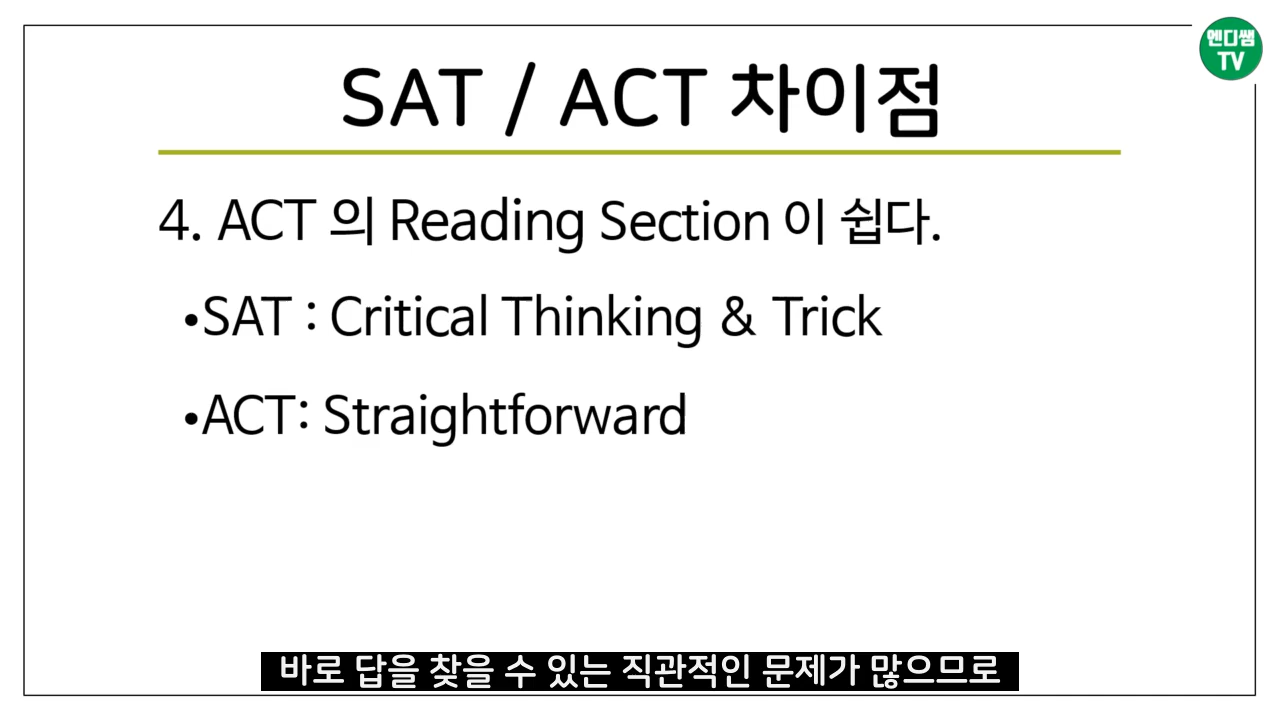 엔디쌤
TV
SAT / ACT 차이점
4. ACT 의 Reading Section 이 쉽다.
•SAT : Critical Thinking & Trick
•ACT: Straightforward
바로 답을 찾을 수 있는 직관적인 문제가 많으므로